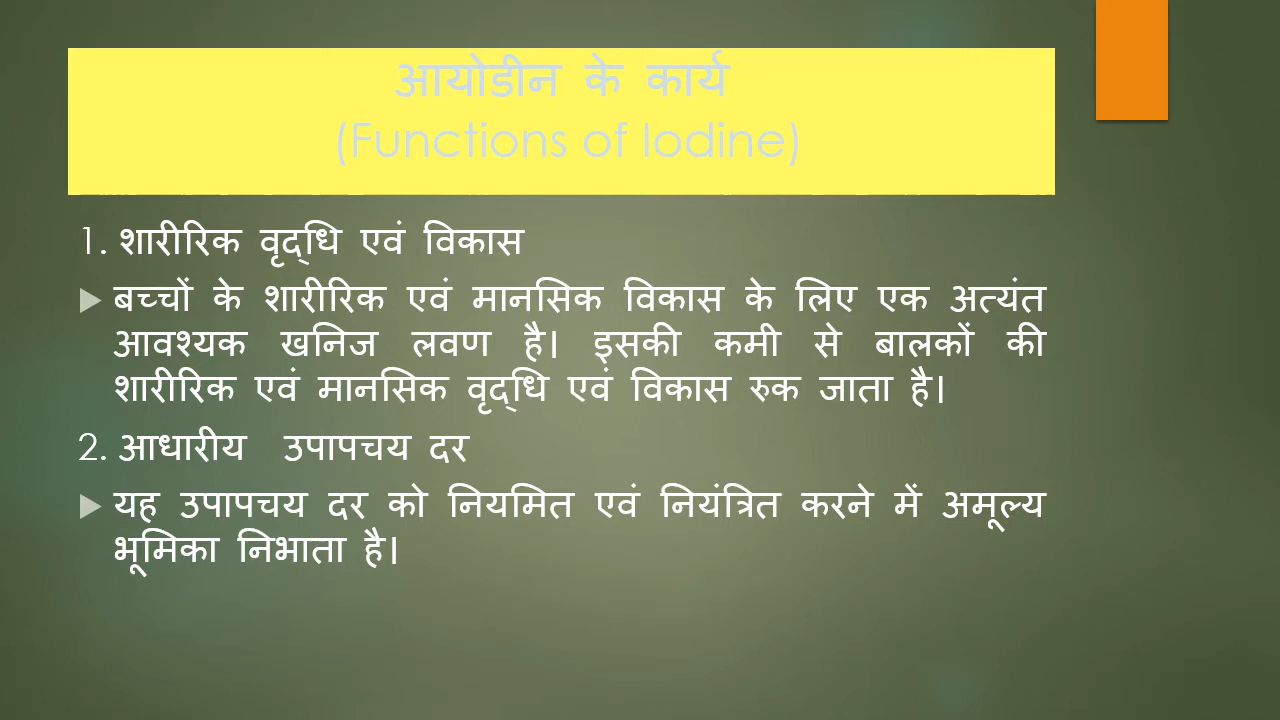 आयोडीन के कार्य
(Functions of Iodine)
1. शारीरिक वृद्धि एवं विकास
बच्चों के शारीरिक एवं मानसिक विकास के लिए एक अत्यंत
आवश्यक खनिज लवण है। इसकी कमी से बालकों की
शारीरिक एवं मानसिक वृद्धि एवं विकास रुक जाता है।
2. आधारीय उपापचय दर
यह उपापचय दर को नियमित एवं नियंत्रित करने में अमूल्य
भूमिका निभाता है।